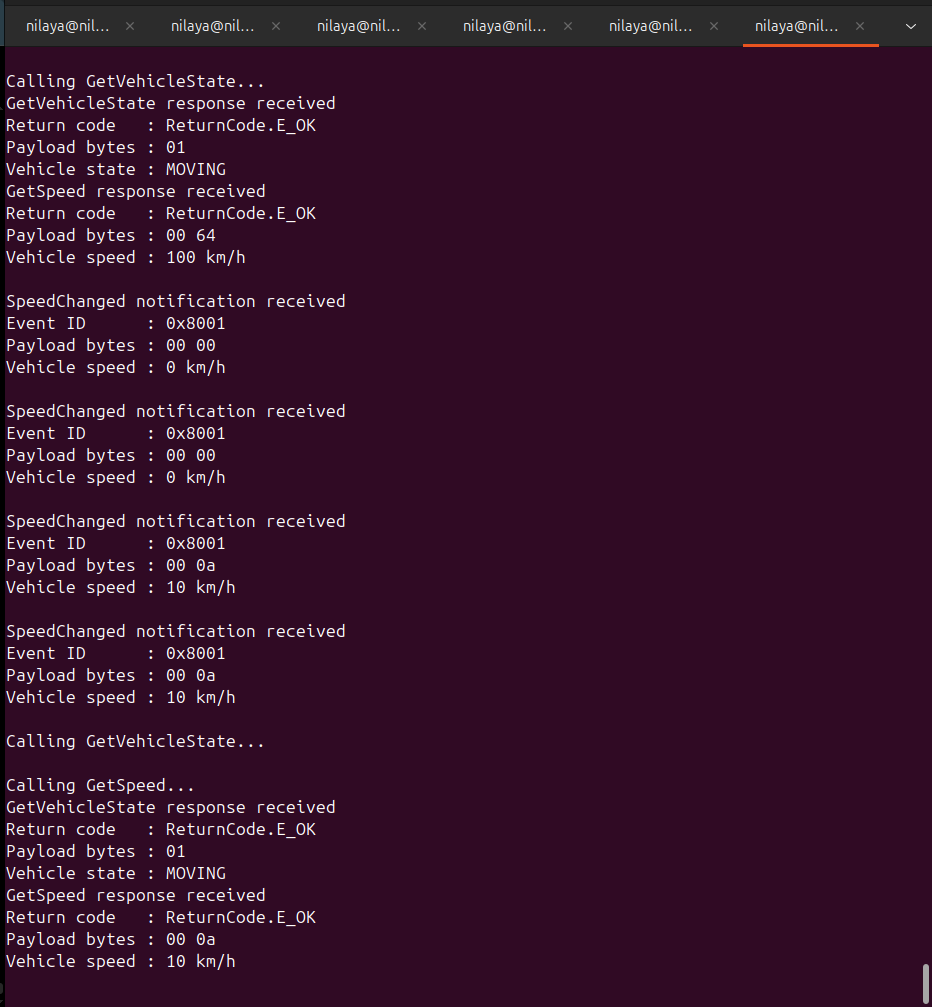 nilaya@nil... × nilaya@nil... × nilaya@nil... × nilaya@nil... × nilaya@nil... × nilaya@nil... ×
Calling GetVehicleState...
GetVehicleState response received
Return code   : ReturnCode.E_OK
Payload bytes : 01
Vehicle state : MOVING
GetSpeed response received
Return code   : ReturnCode.E_OK
Payload bytes : 00 64
Vehicle speed : 100 km/h
SpeedChanged notification received
Event ID      : 0x8001
Payload bytes : 00 00
Vehicle speed : 0 km/h
SpeedChanged notification received
Event ID      : 0x8001
Payload bytes : 00 00
Vehicle speed : 0 km/h
SpeedChanged notification received
Event ID      : 0x8001
Payload bytes : 00 0a
Vehicle speed : 10 km/h
SpeedChanged notification received
Event ID      : 0x8001
Payload bytes : 00 0a
Vehicle speed : 10 km/h
Calling GetVehicleState...
Calling GetSpeed...
GetVehicleState response received
Return code   : ReturnCode.E_OK
Payload bytes : 01
Vehicle state : MOVING
GetSpeed response received
Return code   : ReturnCode.E_OK
Payload bytes : 00 0a
Vehicle speed : 10 km/h